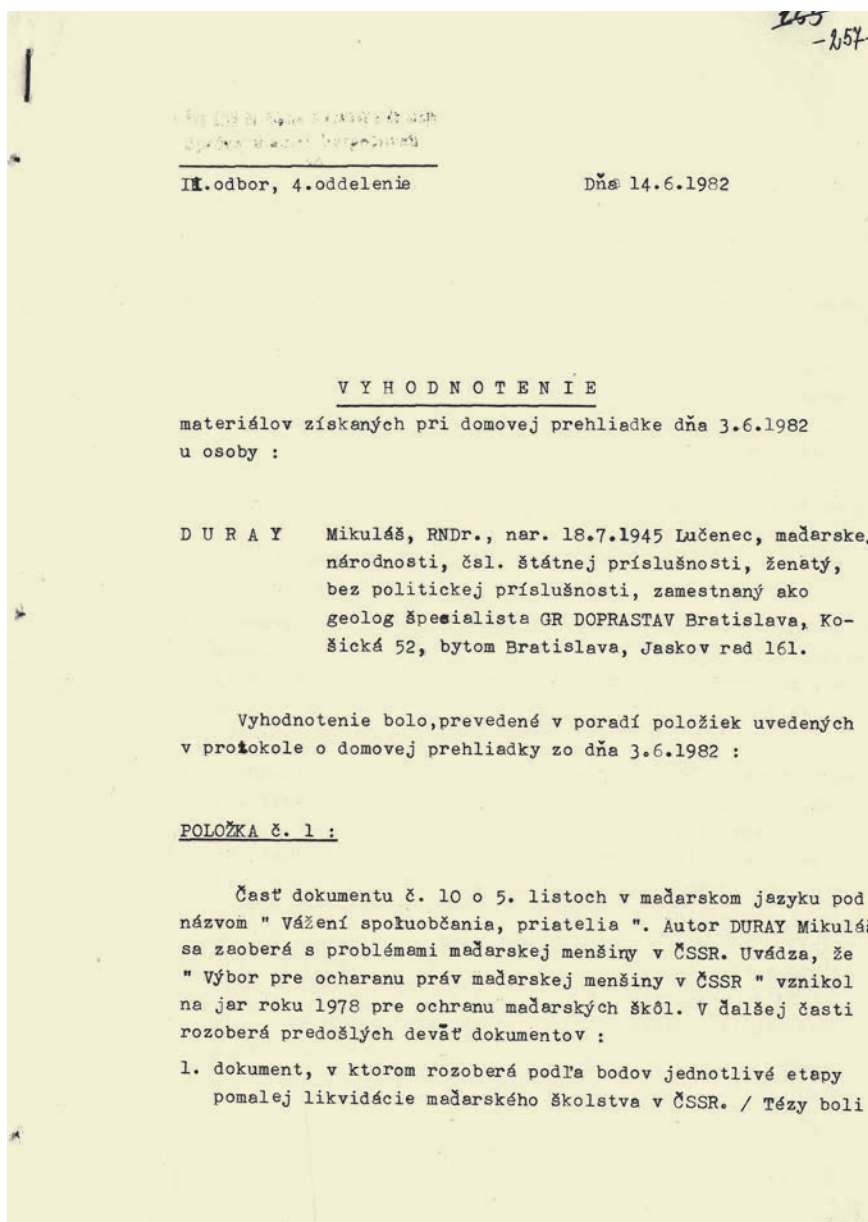 -257-
II.odbor, 4.oddelenie Dňa 14.6.1982
V Y H O D N O T E N I E
materiálov získaných pri domovej prehliadke dňa 3.6.1982
u osoby :
D U R A Y Mikuláš, RNDr., nar. 18.7.1945 Lučenec, maďarske,
národnosti, čsl. štátnej príslušnosti, ženatý,
bez politickej príslušnosti, zamestnaný ako
geolog špesialista GR DOPRASTAV Bratislava, Ko-
šická 52, bytom Bratislava, Jaskov rad 161.
Vyhodnotenie bolo,prevedené v poradí položiek uvedených
v protokole o domovej prehliadky zo dňa 3.6.1982 :
POLOŽKA č. 1 :
Časť dokumentu č. 10 o 5. listoch v maďarskom jazyku pod
názvom " Vážení spoluobčania, priatelia ". Autor DURAY Mikuláš
sa zaoberá s problémami maďarskej menšiny v ČSSR. Uvádza, že
" Výbor pre ocharanu práv maďarskej menšiny v ČSSR " vznikol
na jar roku 1978 pre ochranu maďarských škôl. V ďalšej časti
rozoberá predošlých deväť dokumentov :
1. dokument, v ktorom rozoberá podľa bodov jednotlivé etapy
pomalej likvidácie maďarského školstva v ČSSR. / Tézy boli